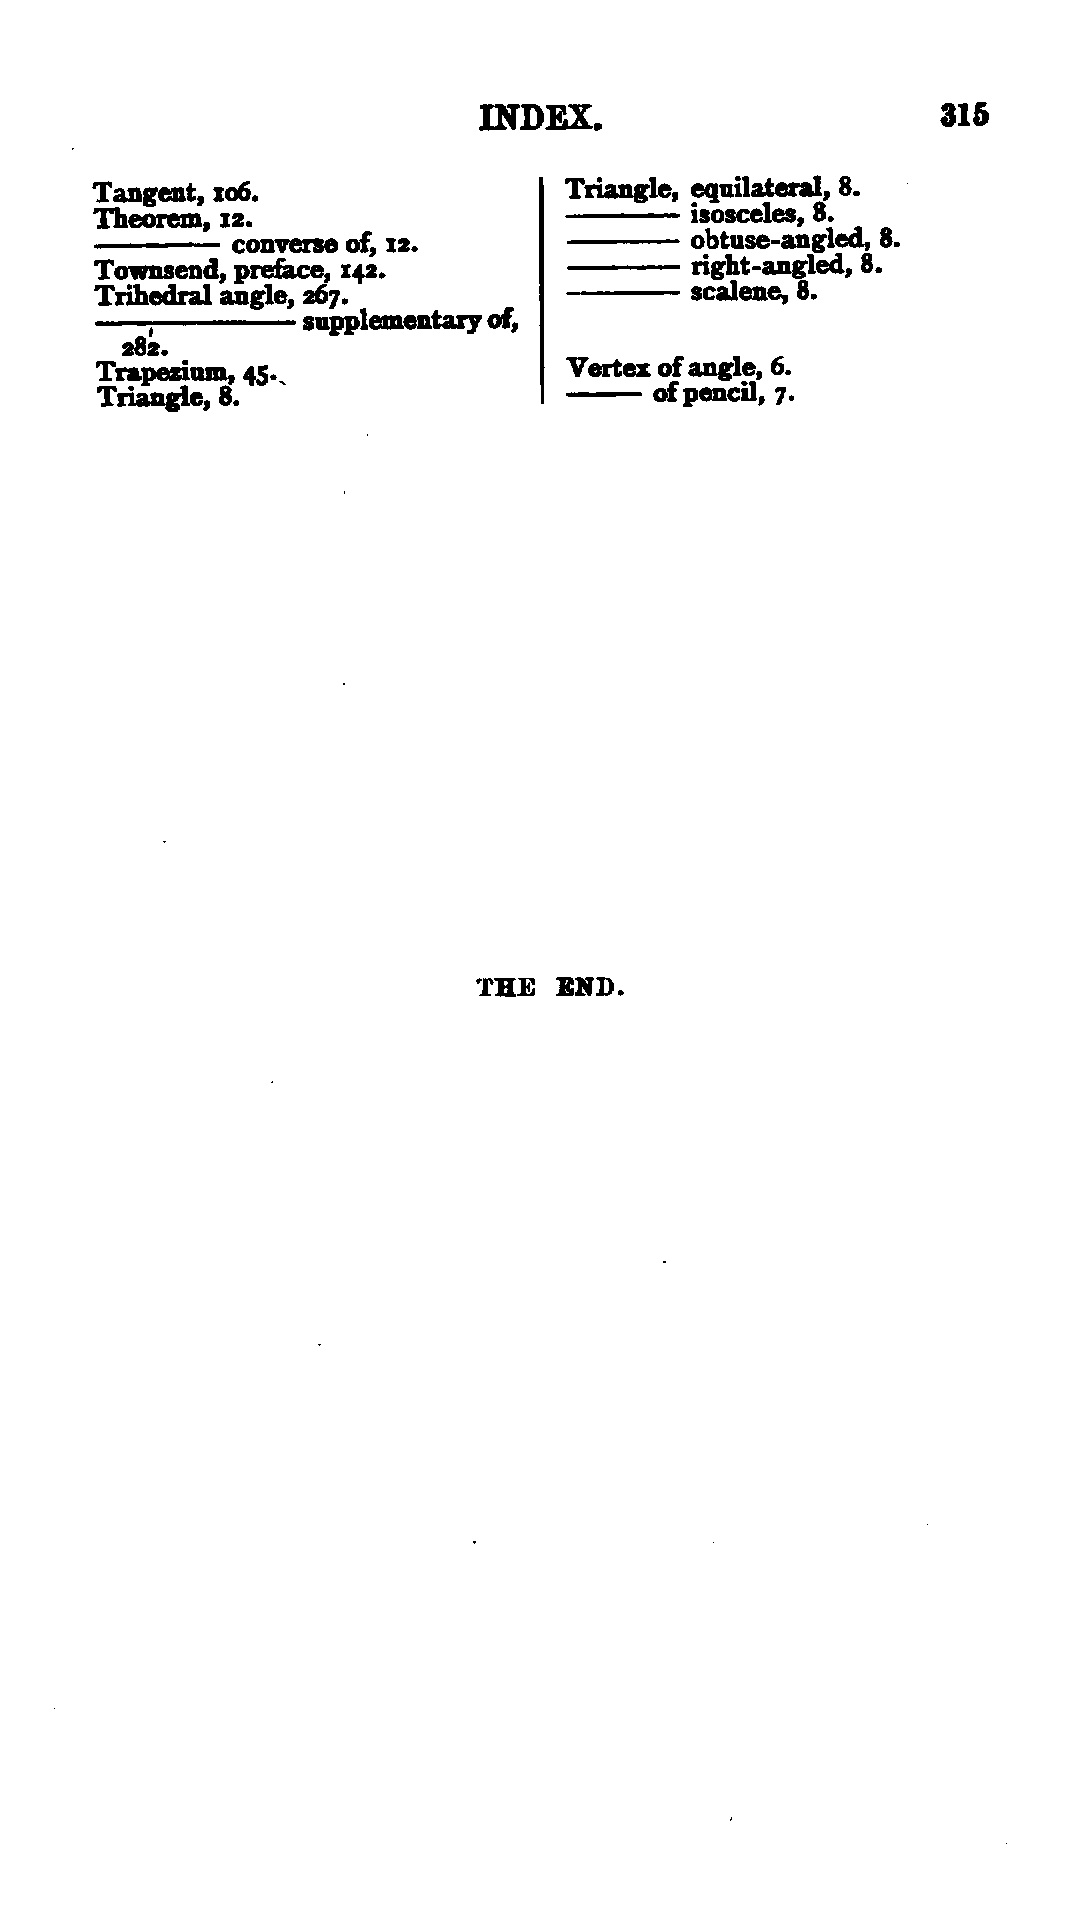 INDEX. 315
Tangent, 106.
Theorem, 12.
——— converse of, 12.
Townsend, preface, 142.
Trihedral angle, 267.
——— supplementary of,
282.
Trapezium, 45.
Triangle, 8.
Triangle, equilateral, 8.
——— isosceles, 8.
——— obtuse-angled, 8.
——— right-angled, 8.
——— scalene, 8.
Vertex of angle, 6.
——— of pencil, 7.
THE END.